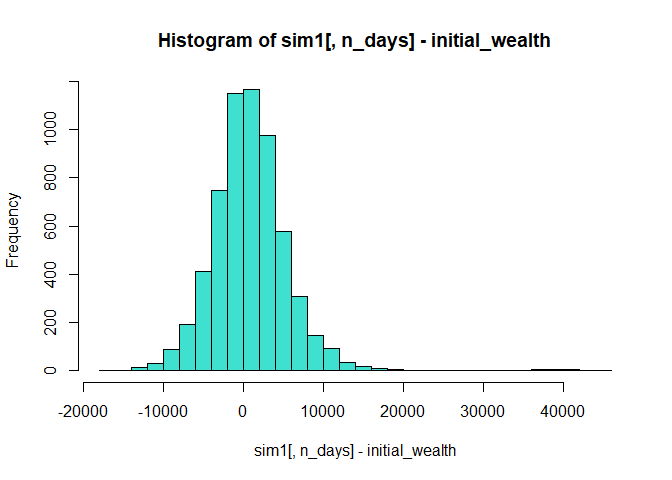 Histogram of sim1[, n_days] - initial_wealth
Frequency
0 200 400 600 800 1000
-20000 -10000 0 10000 20000 30000 40000
sim1[, n_days] - initial_wealth